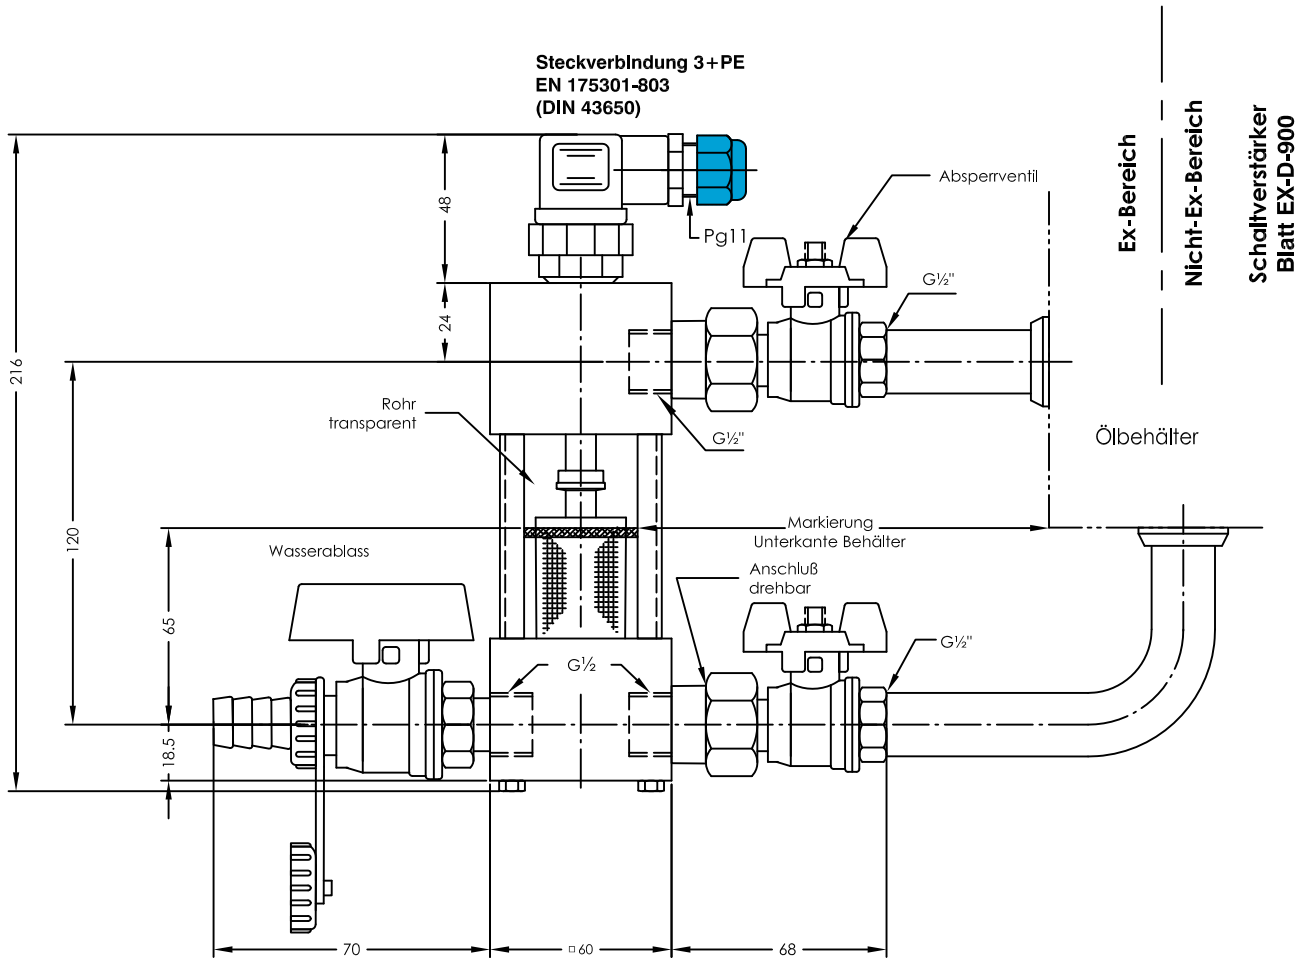 Steckverbindung 3+PE
EN 175301-803
(DIN 43650)
Ex-Bereich
Nicht-Ex-Bereich
Schaltverstärker
Blatt EX-D-900
Absperrventil
48
Pg11
G½"
24
216
Rohr
transparent
G½"
Ölbehälter
120
Markierung
Unterkante Behälter
Wasserablass
Anschluß
drehbar
65
G½
G½"
18.5
70
□60
68